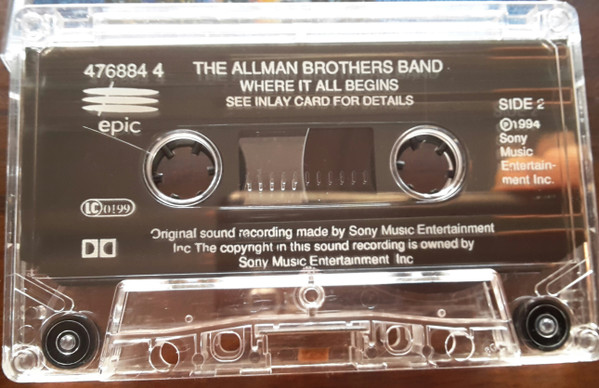 476884 4
THE ALLMAN BROTHERS BAND
WHERE IT ALL BEGINS
SEE INLAY CARD FOR DETAILS
epic
SIDE 2
℗1994
Sony
Music
Entertain-
ment Inc.
LC 0199
Original sound recording made by Sony Music Entertainment
Inc The copyright in this sound recording is owned by
Sony Music Entertainment Inc